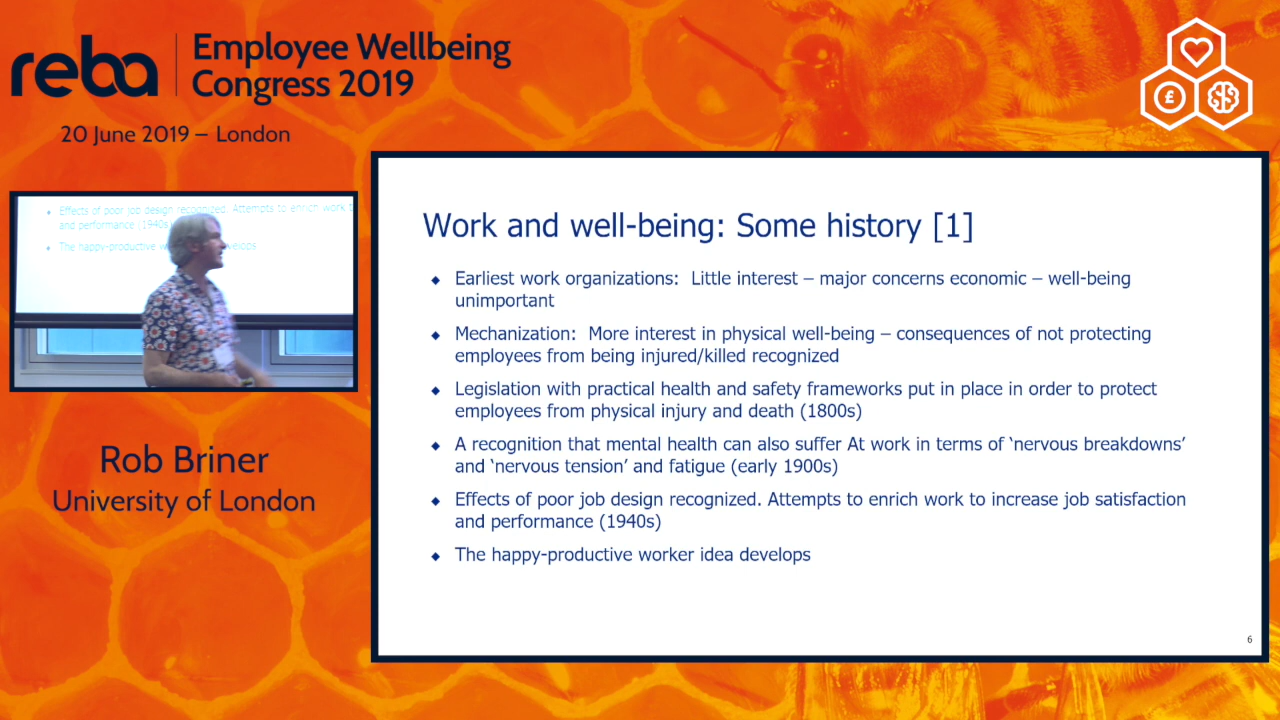 reba
Employee Wellbeing
Congress 2019
20 June 2019 – London
£
Effects of poor job design recognized. Attempts to enrich work t
and performance (1940s)
The happy-productive w
Rob Briner
University of London
Work and well-being: Some history [1]
◆ Earliest work organizations: Little interest – major concerns economic – well-being
unimportant
◆ Mechanization: More interest in physical well-being – consequences of not protecting
employees from being injured/killed recognized
◆ Legislation with practical health and safety frameworks put in place in order to protect
employees from physical injury and death (1800s)
◆ A recognition that mental health can also suffer At work in terms of ‘nervous breakdowns’
and ‘nervous tension’ and fatigue (early 1900s)
◆ Effects of poor job design recognized. Attempts to enrich work to increase job satisfaction
and performance (1940s)
◆ The happy-productive worker idea develops
6